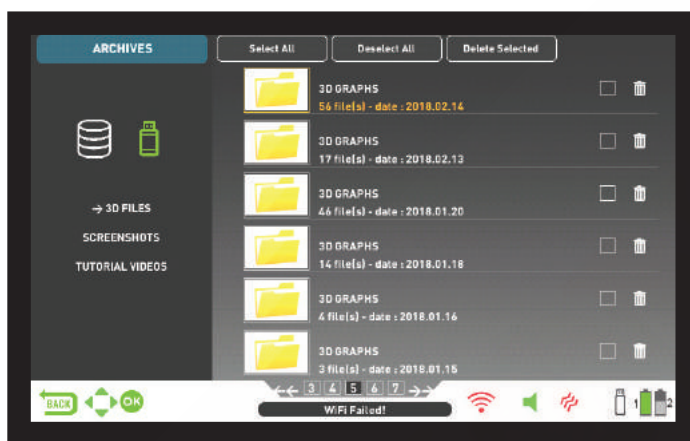 ARCHIVES
Select All
Deselect All
Delete Selected
3D GRAPHS
56 file(s) - date : 2018.02.14
3D GRAPHS
17 file(s) - date : 2018.02.13
3D GRAPHS
46 file(s) - date : 2018.01.20
3D GRAPHS
14 file(s) - date : 2018.01.18
3D GRAPHS
4 file(s) - date : 2018.01.16
3D GRAPHS
3 file(s) - date : 2018.01.15
→ 3D FILES
SCREENSHOTS
TUTORIAL VIDEOS
←← 3 4 5 6 7 →→
WiFi Failed!
BACK
OK
1
2